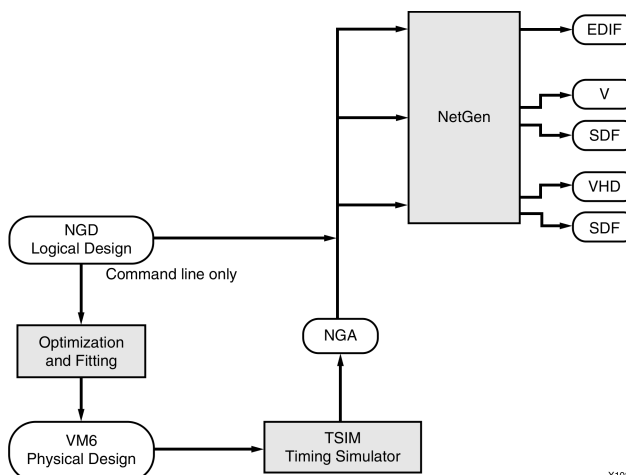 EDIF
V
NetGen
SDF
VHD
SDF
NGD
Logical Design
Command line only
Optimization
and Fitting
NGA
VM6
Physical Design
TSIM
Timing Simulator